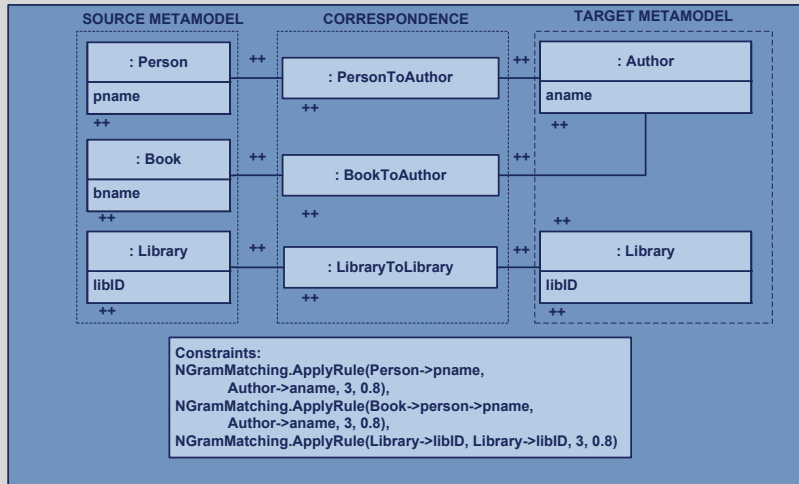 SOURCE METAMODEL
CORRESPONDENCE
TARGET METAMODEL
: Person
pname
++
++
: PersonToAuthor
++
++
: Author
aname
++
: Book
bname
++
++
: BookToAuthor
++
++
: Library
libID
++
++
: LibraryToLibrary
++
++
++
: Library
libID
++
Constraints:
NGramMatching.ApplyRule(Person->pname,
Author->aname, 3, 0.8),
NGramMatching.ApplyRule(Book->person->pname,
Author->aname, 3, 0.8),
NGramMatching.ApplyRule(Library->libID, Library->libID, 3, 0.8)